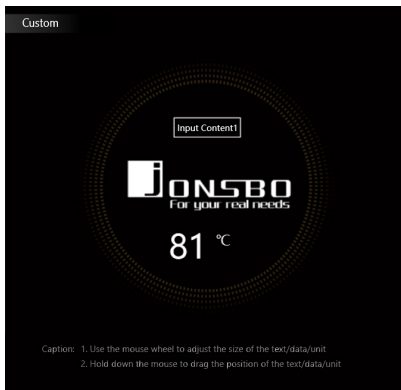 Custom
Input Content1
JONSBO
For your real needs
81 °C
Caption: 1. Use the mouse wheel to adjust the size of the text/data/unit
2. Hold down the mouse to drag the position of the text/data/unit